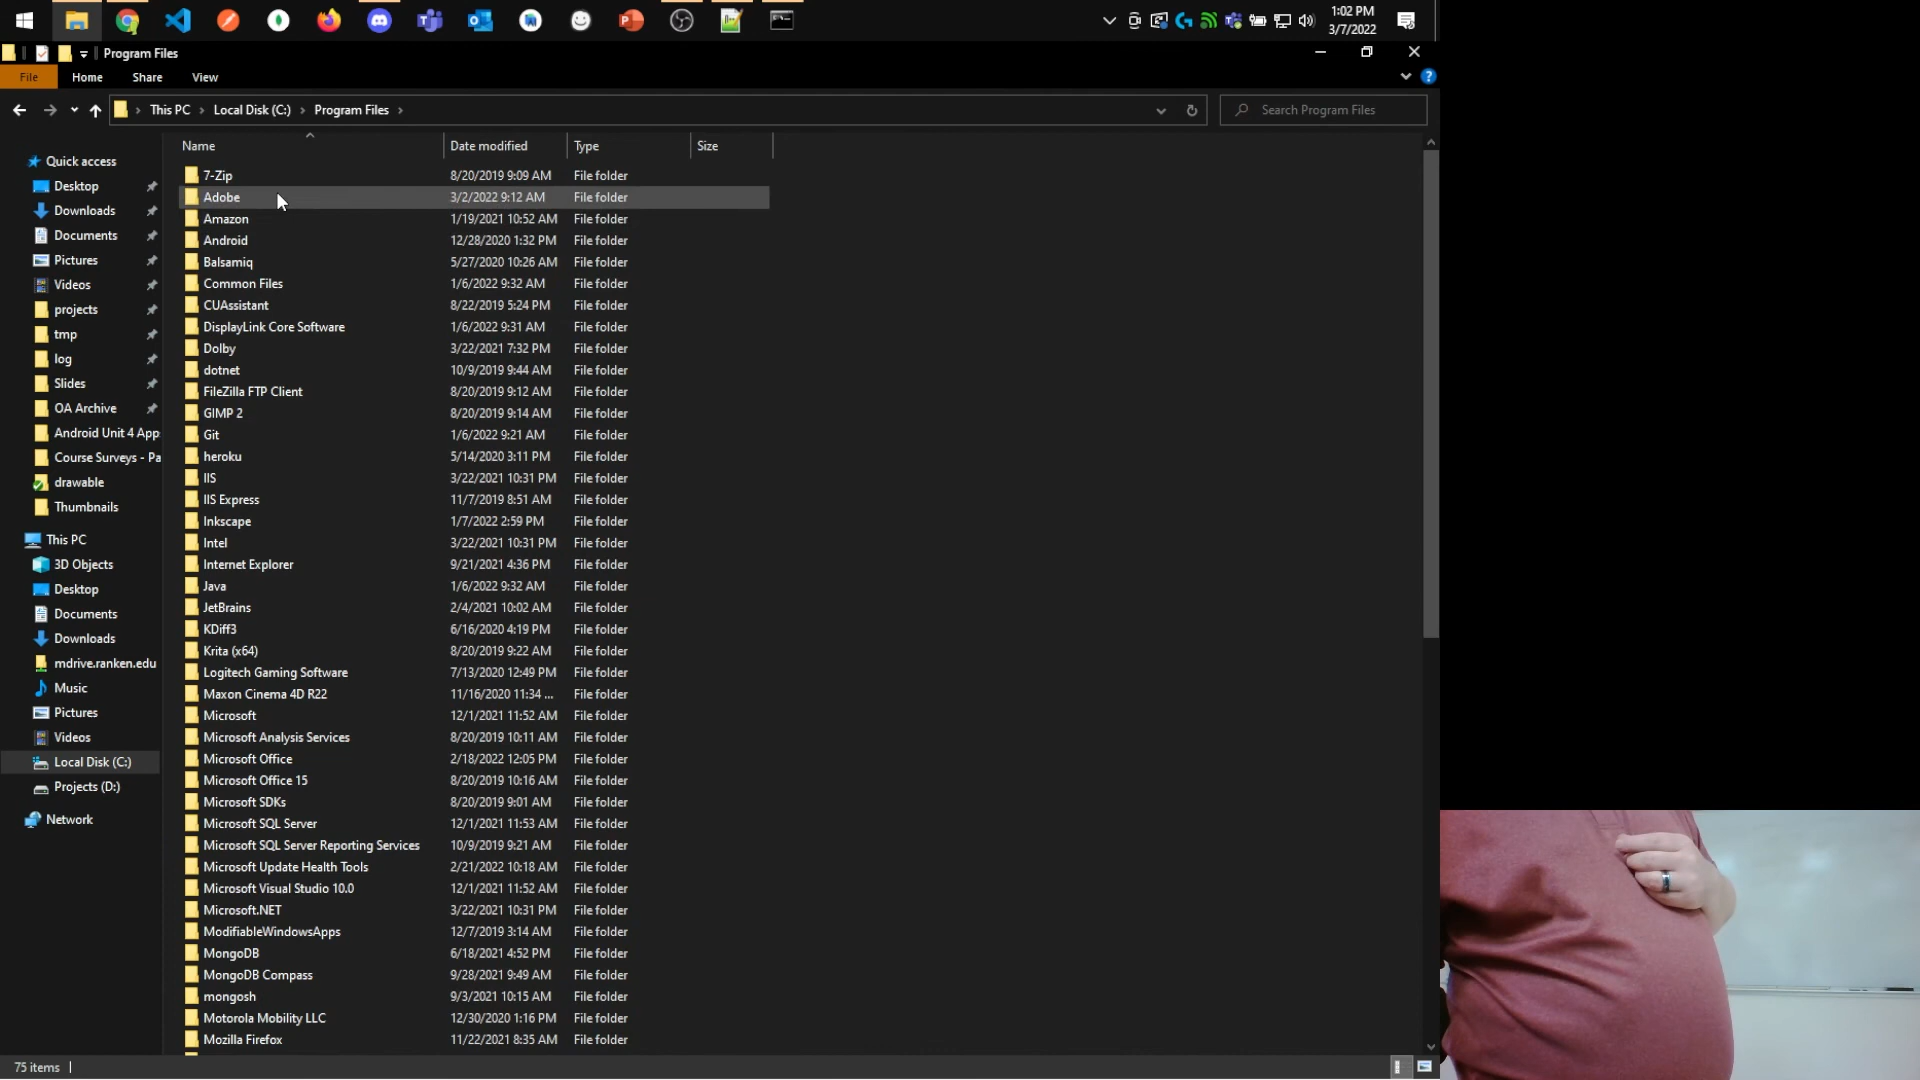 1:02 PM
3/7/2022
Program Files
File Home Share View
This PC Local Disk (C:) Program Files Search Program Files
Name Date modified Type Size
Quick access
Desktop
Downloads
Documents
Pictures
Videos
projects
tmp
log
Slides
OA Archive
Android Unit 4 App
Course Surveys - Pa
drawable
Thumbnails
This PC
3D Objects
Desktop
Documents
Downloads
mdrive.ranken.edu
Music
Pictures
Videos
Local Disk (C:)
Projects (D:)
Network
7-Zip 8/20/2019 9:09 AM File folder
Adobe 3/2/2022 9:12 AM File folder
Amazon 1/19/2021 10:52 AM File folder
Android 12/28/2020 1:32 PM File folder
Balsamiq 5/27/2020 10:26 AM File folder
Common Files 1/6/2022 9:32 AM File folder
CUAssistant 8/22/2019 5:24 PM File folder
DisplayLink Core Software 1/6/2022 9:31 AM File folder
Dolby 3/22/2021 7:32 PM File folder
dotnet 10/9/2019 9:44 AM File folder
FileZilla FTP Client 8/20/2019 9:12 AM File folder
GIMP 2 8/20/2019 9:14 AM File folder
Git 1/6/2022 9:21 AM File folder
heroku 5/14/2020 3:11 PM File folder
IIS 3/22/2021 10:31 PM File folder
IIS Express 11/7/2019 8:51 AM File folder
Inkscape 1/7/2022 2:59 PM File folder
Intel 3/22/2021 10:31 PM File folder
Internet Explorer 9/21/2021 4:36 PM File folder
Java 1/6/2022 9:32 AM File folder
JetBrains 2/4/2021 10:02 AM File folder
KDiff3 6/16/2020 4:19 PM File folder
Krita (x64) 8/20/2019 9:22 AM File folder
Logitech Gaming Software 7/13/2020 12:49 PM File folder
Maxon Cinema 4D R22 11/16/2020 11:34 ... File folder
Microsoft 12/1/2021 11:52 AM File folder
Microsoft Analysis Services 8/20/2019 10:11 AM File folder
Microsoft Office 2/18/2022 12:05 PM File folder
Microsoft Office 15 8/20/2019 10:16 AM File folder
Microsoft SDKs 8/20/2019 9:01 AM File folder
Microsoft SQL Server 12/1/2021 11:53 AM File folder
Microsoft SQL Server Reporting Services 10/9/2019 9:21 AM File folder
Microsoft Update Health Tools 2/21/2022 10:18 AM File folder
Microsoft Visual Studio 10.0 12/1/2021 11:52 AM File folder
Microsoft.NET 3/22/2021 10:31 PM File folder
ModifiableWindowsApps 12/7/2019 3:14 AM File folder
MongoDB 6/18/2021 4:52 PM File folder
MongoDB Compass 9/28/2021 9:49 AM File folder
mongosh 9/3/2021 10:15 AM File folder
Motorola Mobility LLC 12/30/2020 1:16 PM File folder
Mozilla Firefox 11/22/2021 8:35 AM File folder
75 items